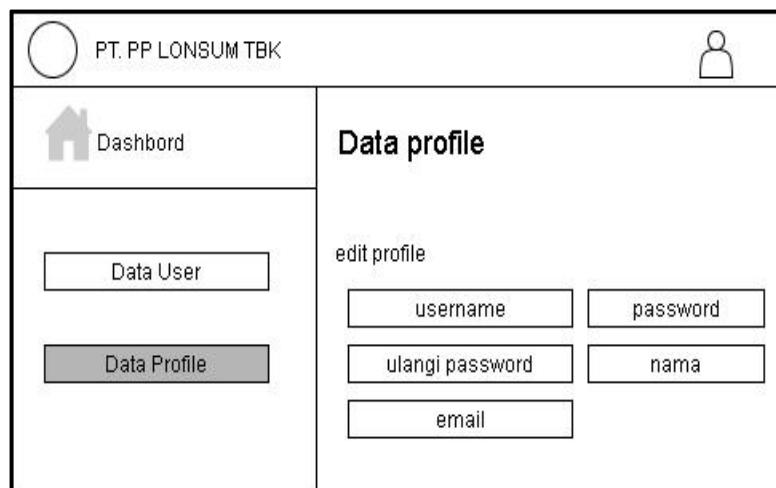 PT. PP LONSUM TBK
Dashbord
Data User
Data Profile
Data profile
edit profile
username
password
ulangi password
nama
email